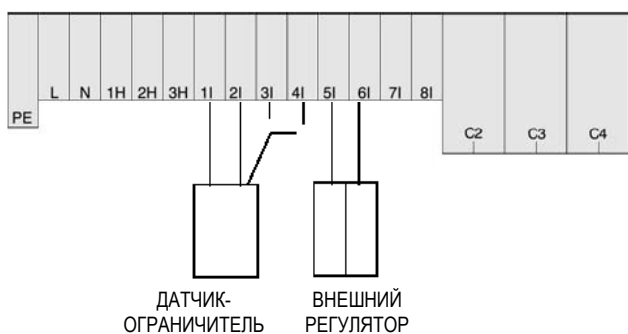 L N 1H 2H 3H 1I 2I 3I 4I 5I 6I 7I 8I
PE C2 C3 C4
ДАТЧИК- ВНЕШНИЙ
ОГРАНИЧИТЕЛЬ РЕГУЛЯТОР